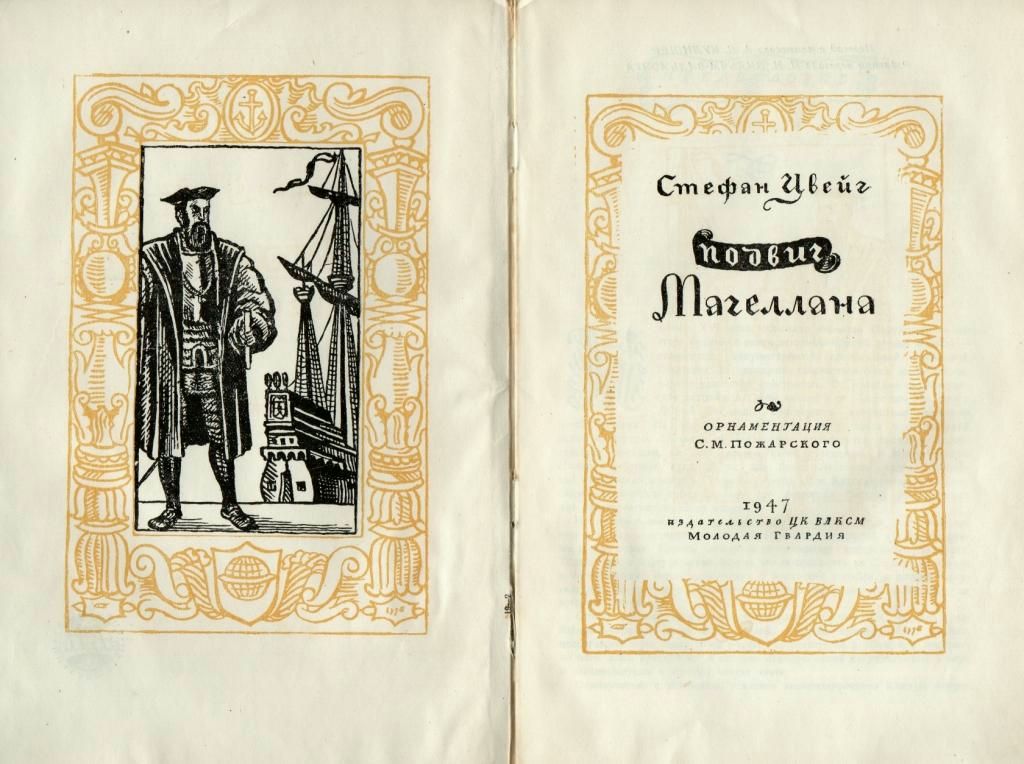 Стефан Цвейг
подвиг
Магеллана
ОРНАМЕНТАЦИЯ
С.М.ПОЖАРСКОГО
1947
издательство ЦК ВЛКСМ
МОЛОДАЯ ГВАРДИЯ